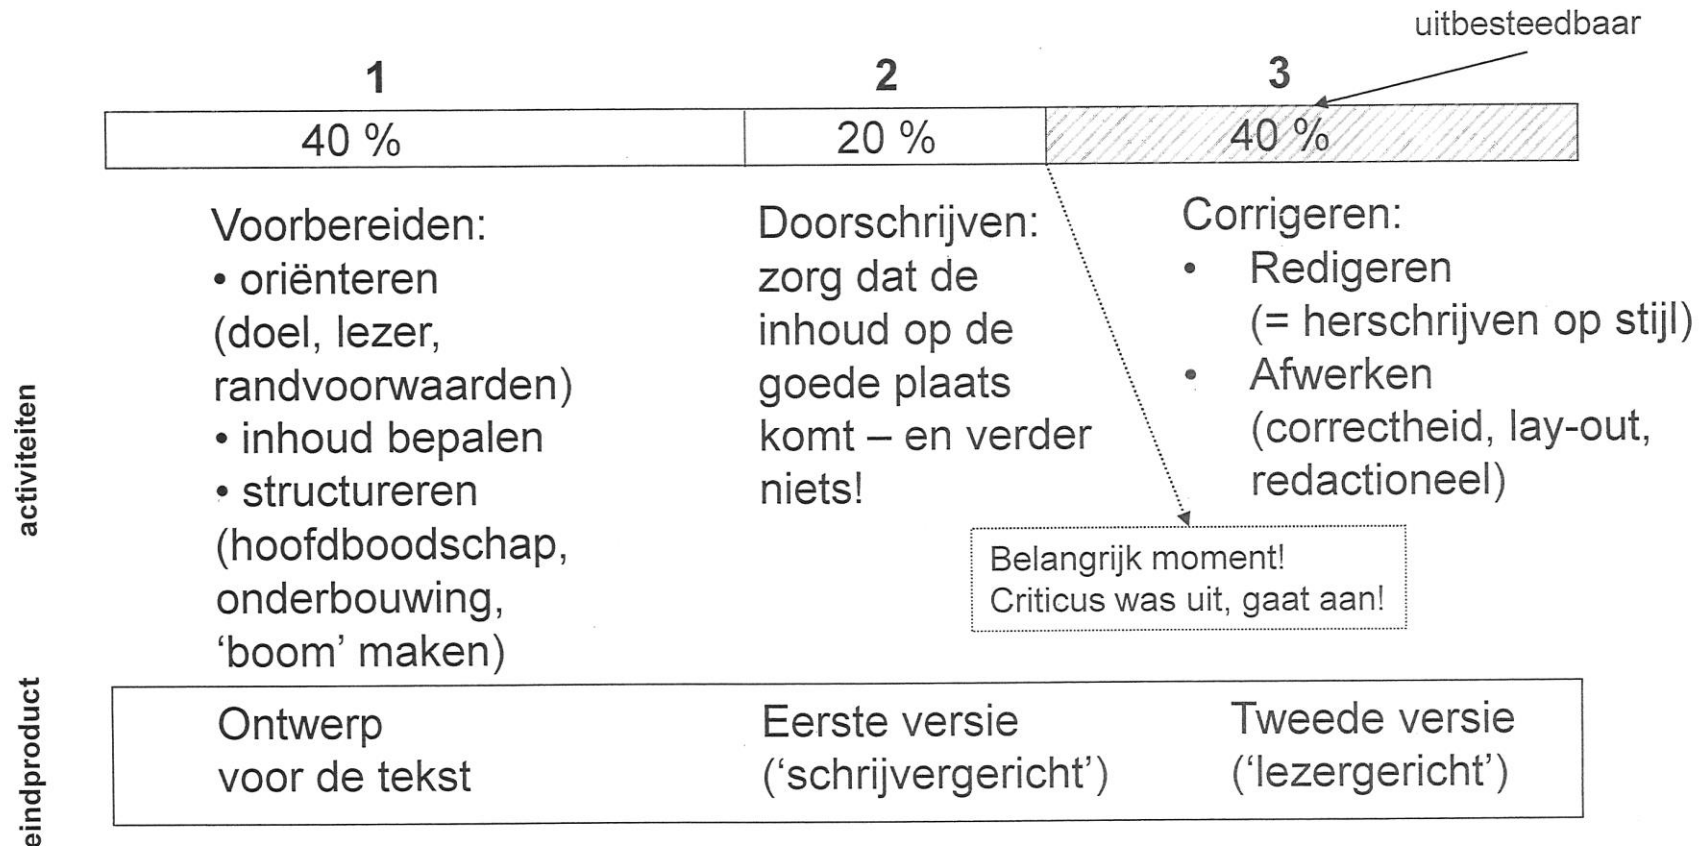 uitbesteedbaar
1
2
3
40 %
20 %
40 %
activiteiten
Voorbereiden:
• oriënteren
(doel, lezer,
randvoorwaarden)
• inhoud bepalen
• structureren
(hoofdboodschap,
onderbouwing,
‘boom’ maken)
Doorschrijven:
zorg dat de
inhoud op de
goede plaats
komt – en verder
niets!
Corrigeren:
• Redigeren
(= herschrijven op stijl)
• Afwerken
(correctheid, lay-out,
redactioneel)
Belangrijk moment!
Criticus was uit, gaat aan!
eindproduct
Ontwerp
voor de tekst
Eerste versie
(‘schrijvergericht’)
Tweede versie
(‘lezergericht’)